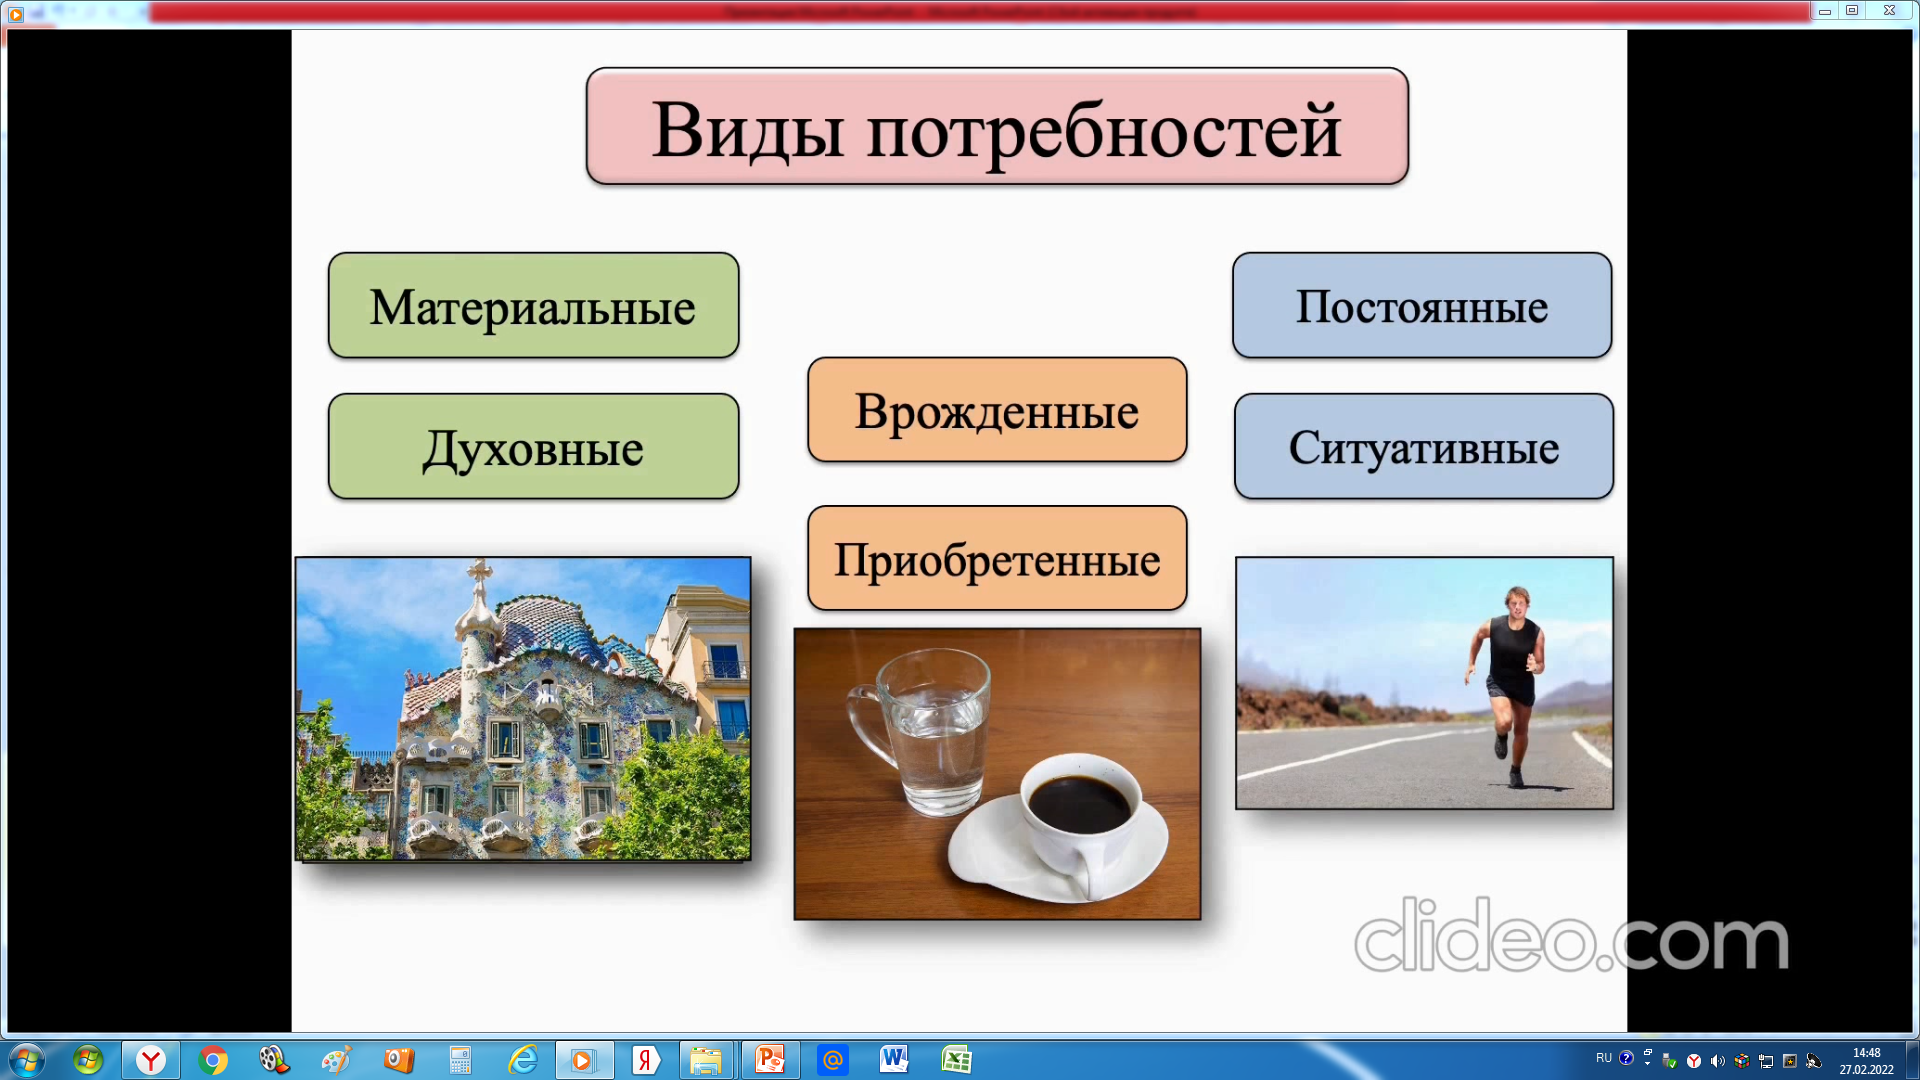 Виды потребностей
Материальные
Духовные
Врожденные
Приобретенные
Постоянные
Ситуативные
clideo.com
RU
14:48
27.02.2022